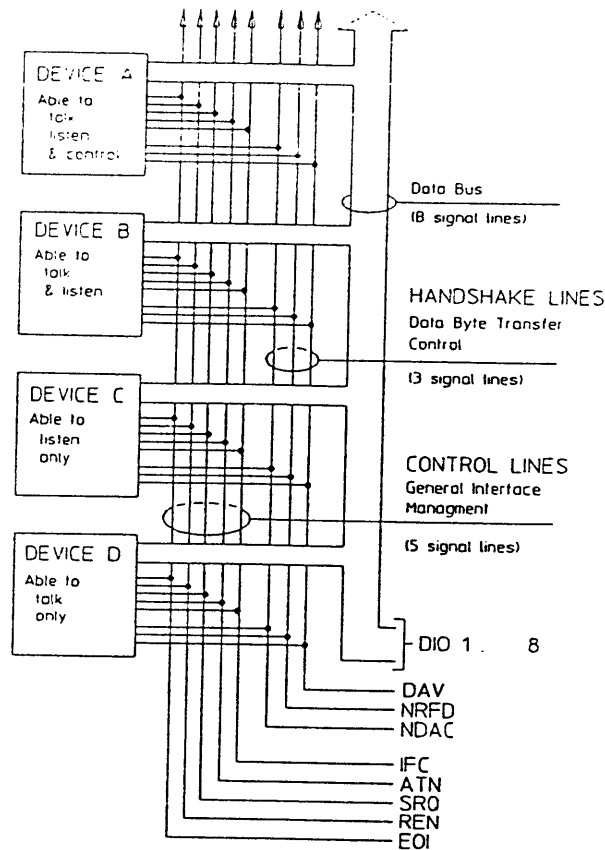 DEVICE A
Able to
talk
listen
& control
Data Bus
(8 signal lines)
DEVICE B
Able to
talk
& listen
HANDSHAKE LINES
Data Byte Transfer
Control
(3 signal lines)
DEVICE C
Able to
listen
only
CONTROL LINES
General Interface
Managment
(5 signal lines)
DEVICE D
Able to
talk
only
DIO 1 . 8
DAV
NRFD
NDAC
IFC
ATN
SRQ
REN
EOI